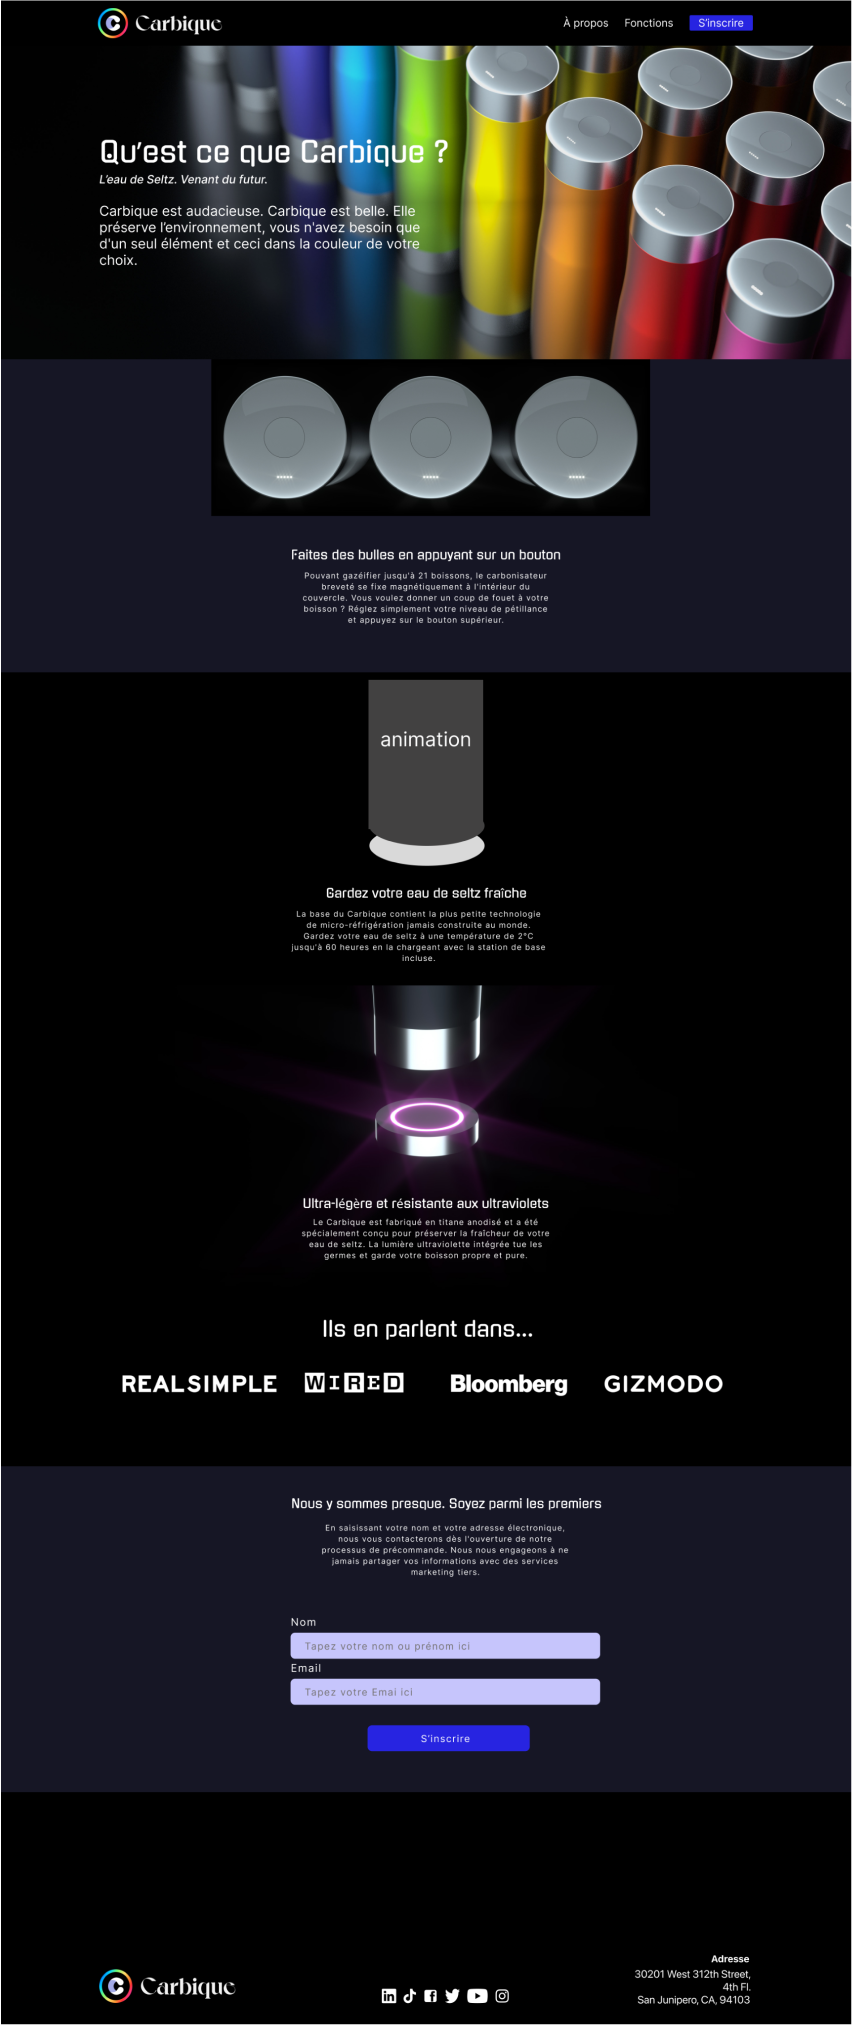 Carbique
À propos Fonctions S'inscrire
Qu'est ce que Carbique ?
L'eau de Seltz. Venant du futur.
Carbique est audacieuse. Carbique est belle. Elle
préserve l'environnement, vous n'avez besoin que
d'un seul élément et ceci dans la couleur de votre
choix.
Faites des bulles en appuyant sur un bouton
Pouvant gazéifier jusqu'à 21 boissons, le carbonisateur
breveté se fixe magnétiquement à l'intérieur du
couvercle. Vous voulez donner un coup de fouet à votre
boisson ? Réglez simplement votre niveau de pétillance
et appuyez sur le bouton supérieur.
animation
Gardez votre eau de seltz fraîche
La base du Carbique contient la plus petite technologie
de micro-réfrigération jamais construite au monde.
Gardez votre eau de seltz à une température de 2°C
jusqu'à 60 heures en la chargeant avec la station de base
incluse.
Ultra-légère et résistante aux ultraviolets
Le Carbique est fabriqué en titane anodisé et a été
spécialement conçu pour préserver la fraîcheur de votre
eau de seltz. La lumière ultraviolette intégrée tue les
germes et garde votre boisson propre et pure.
Ils en parlent dans...
REALSIMPLE WIRED Bloomberg GIZMODO
Nous y sommes presque. Soyez parmi les premiers
En saisissant votre nom et votre adresse électronique,
nous vous contacterons dès l'ouverture de notre
processus de précommande. Nous nous engageons à ne
jamais partager vos informations avec des services
marketing tiers.
Nom
Tapez votre nom ou prénom ici
Email
Tapez votre Emai ici
S'inscrire
Carbique
Adresse
30201 West 312th Street,
4th Fl.
San Junipero, CA, 94103